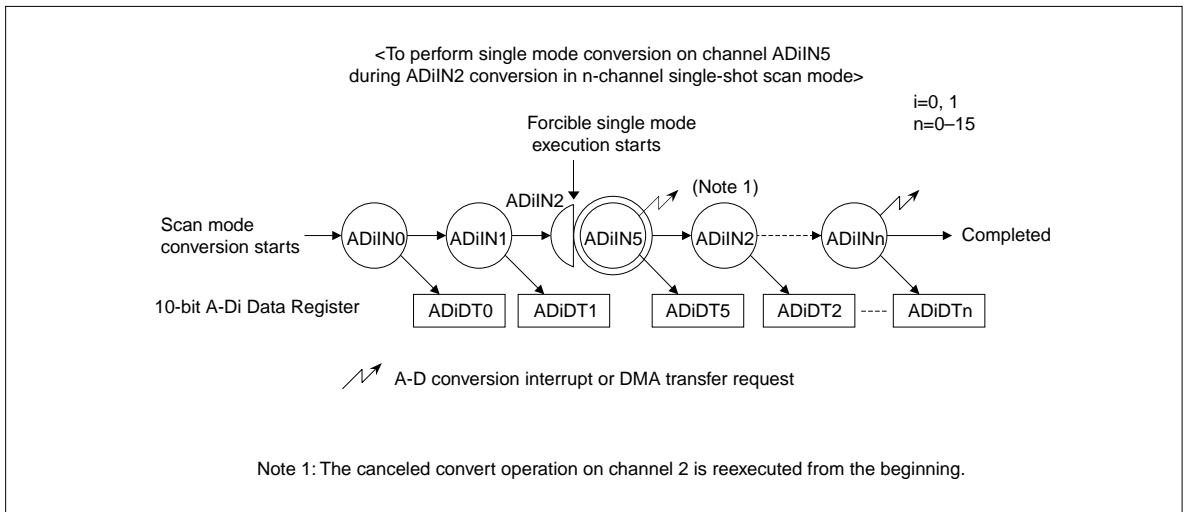 <To perform single mode conversion on channel ADiIN5
during ADiIN2 conversion in n-channel single-shot scan mode>
i=0, 1
n=0–15
Forcible single mode
execution starts
ADiIN2
(Note 1)
Scan mode
conversion starts
ADiIN0
ADiIN1
ADiIN5
ADiIN2
ADiINn
Completed
10-bit A-Di Data Register
ADiDT0
ADiDT1
ADiDT5
ADiDT2
ADiDTn
A-D conversion interrupt or DMA transfer request
Note 1: The canceled convert operation on channel 2 is reexecuted from the beginning.